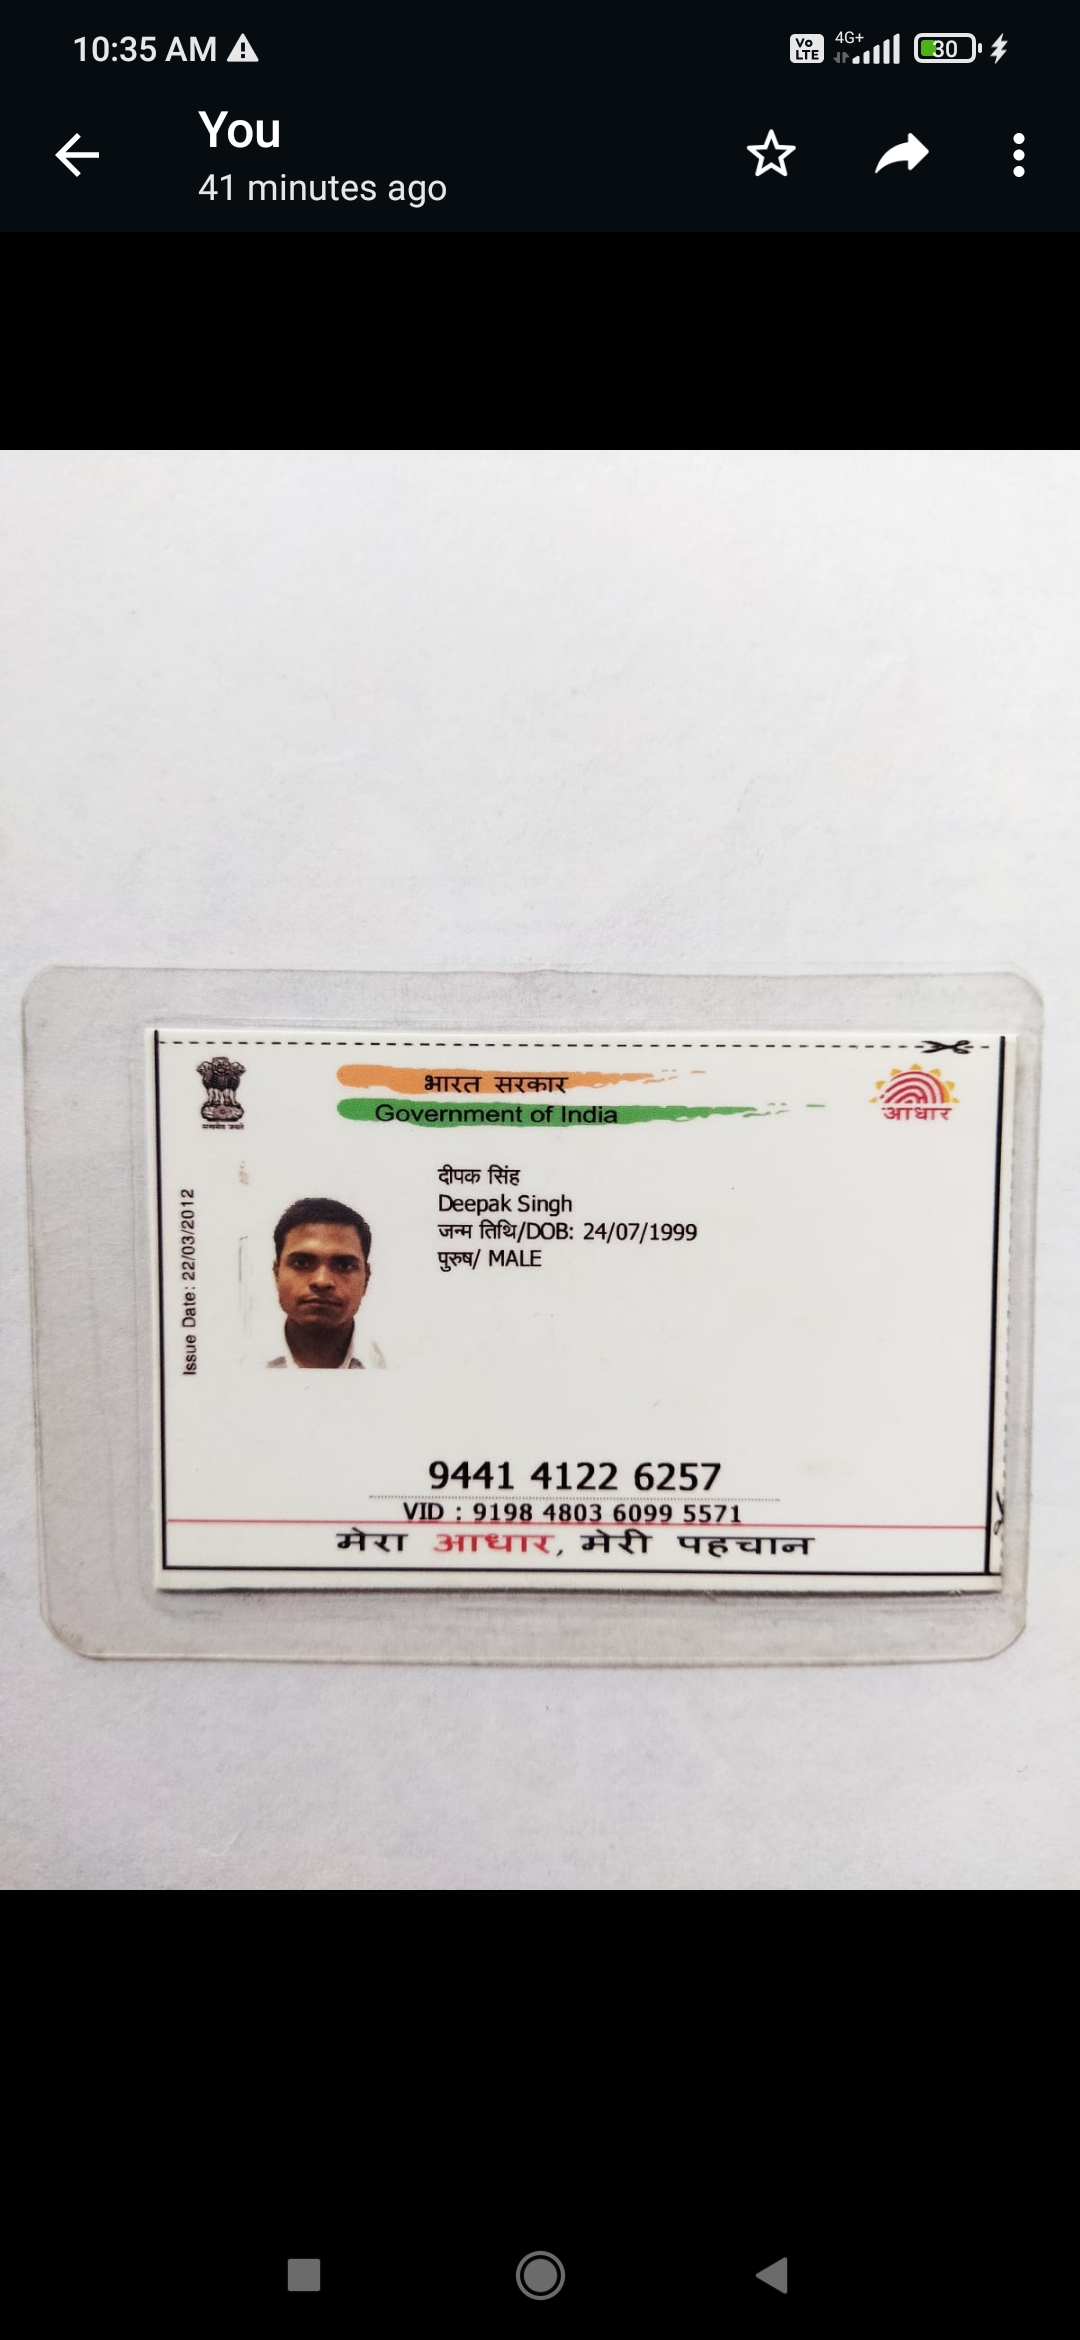 10:35 AM
Vo LTE 4G+ 30
You
41 minutes ago
भारत सरकार
Government of India
आधार
सत्यमेव जयते
Issue Date: 22/03/2012
दीपक सिंह
Deepak Singh
जन्म तिथि/DOB: 24/07/1999
पुरुष/ MALE
9441 4122 6257
VID : 9198 4803 6099 5571
मेरा आधार, मेरी पहचान